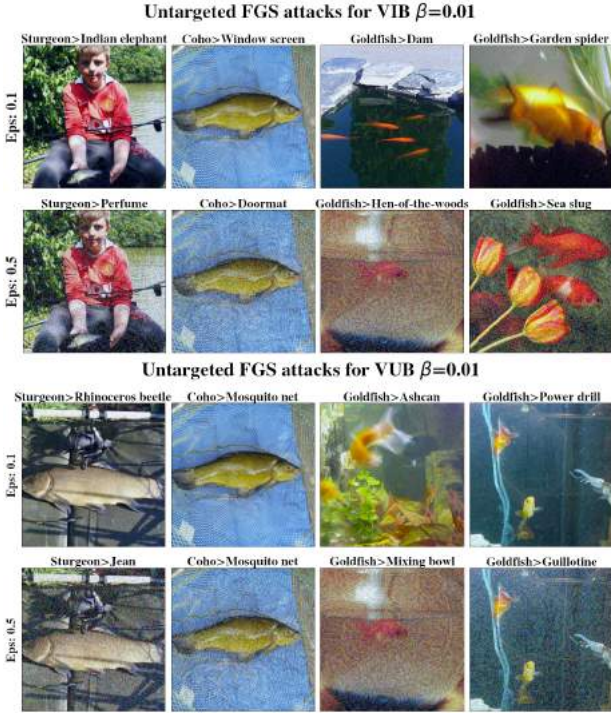 Untargeted FGS attacks for VIB β=0.01
Sturgeon>Indian elephant Coho>Window screen Goldfish>Dam Goldfish>Garden spider
Eps: 0.1
Sturgeon>Perfume Coho>Doormat Goldfish>Hen-of-the-woods Goldfish>Sea slug
Eps: 0.5
Untargeted FGS attacks for VUB β=0.01
Sturgeon>Rhinoceros beetle Coho>Mosquito net Goldfish>Ashcan Goldfish>Power drill
Eps: 0.1
Sturgeon>Jean Coho>Mosquito net Goldfish>Mixing bowl Goldfish>Guillotine
Eps: 0.5